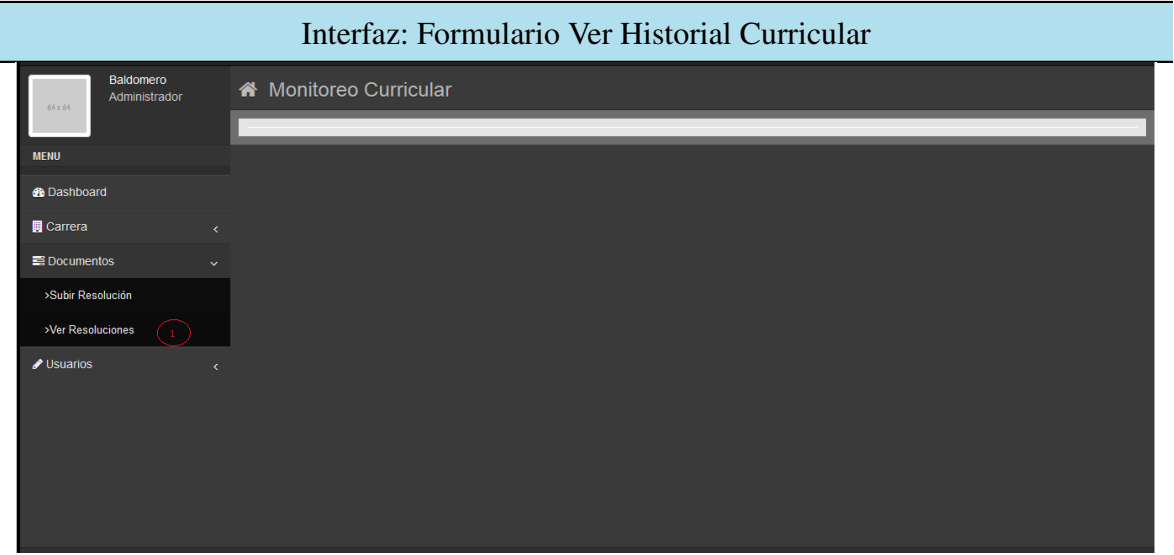 Interfaz: Formulario Ver Historial Curricular
64 x 64
Baldomero
Administrador
Monitoreo Curricular
MENU
Dashboard
Carrera
Documentos
>Subir Resolución
>Ver Resoluciones
1
Usuarios